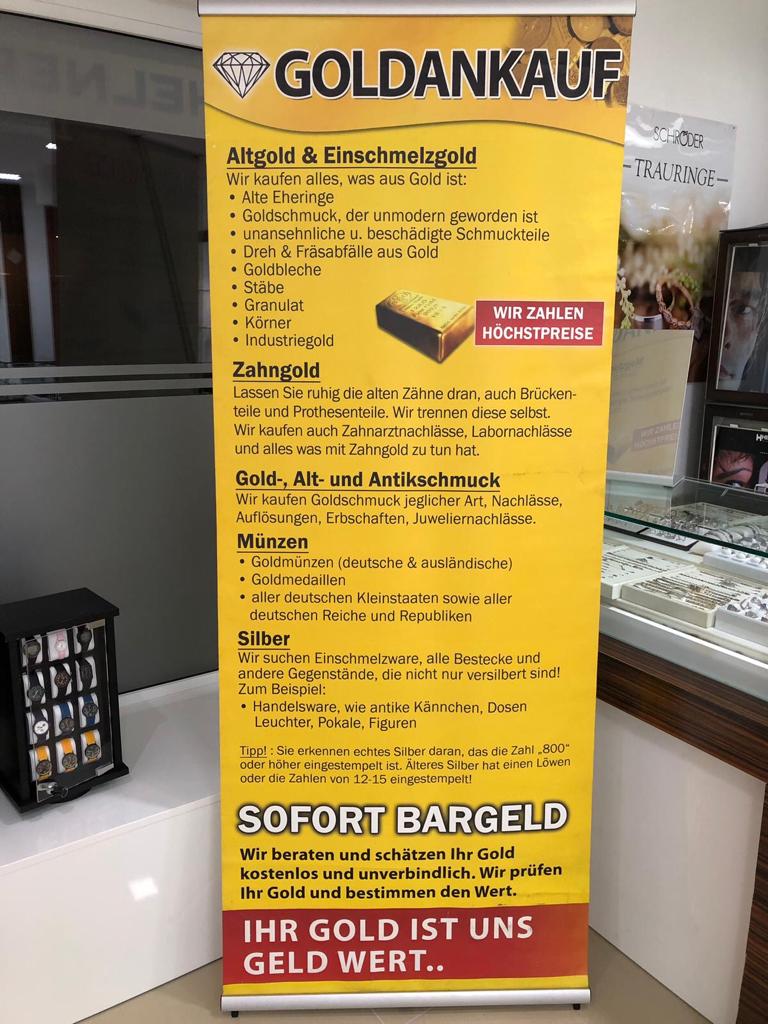 GOLDANKAUF
Altgold & Einschmelzgold
Wir kaufen alles, was aus Gold ist:
• Alte Eheringe
• Goldschmuck, der unmodern geworden ist
• unansehnliche u. beschädigte Schmuckteile
• Dreh & Fräsabfälle aus Gold
• Goldbleche
• Stäbe
• Granulat
• Körner
• Industriegold
WIR ZAHLEN
HÖCHSTPREISE
Zahngold
Lassen Sie ruhig die alten Zähne dran, auch Brücken-
teile und Prothesenteile. Wir trennen diese selbst.
Wir kaufen auch Zahnarztnachlässe, Labornachlässe
und alles was mit Zahngold zu tun hat.
Gold-, Alt- und Antikschmuck
Wir kaufen Goldschmuck jeglicher Art, Nachlässe,
Auflösungen, Erbschaften, Juweliernachlässe.
Münzen
• Goldmünzen (deutsche & ausländische)
• Goldmedaillen
• aller deutschen Kleinstaaten sowie aller
deutschen Reiche und Republiken
Silber
Wir suchen Einschmelzware, alle Bestecke und
andere Gegenstände, die nicht nur versilbert sind!
Zum Beispiel:
• Handelsware, wie antike Kännchen, Dosen
Leuchter, Pokale, Figuren
Tipp! : Sie erkennen echtes Silber daran, das die Zahl „800“
oder höher eingestempelt ist. Älteres Silber hat einen Löwen
oder die Zahlen von 12-15 eingestempelt!
SOFORT BARGELD
Wir beraten und schätzen Ihr Gold
kostenlos und unverbindlich. Wir prüfen
Ihr Gold und bestimmen den Wert.
IHR GOLD IST UNS
GELD WERT..
SCHRÖDER
TRAURINGE